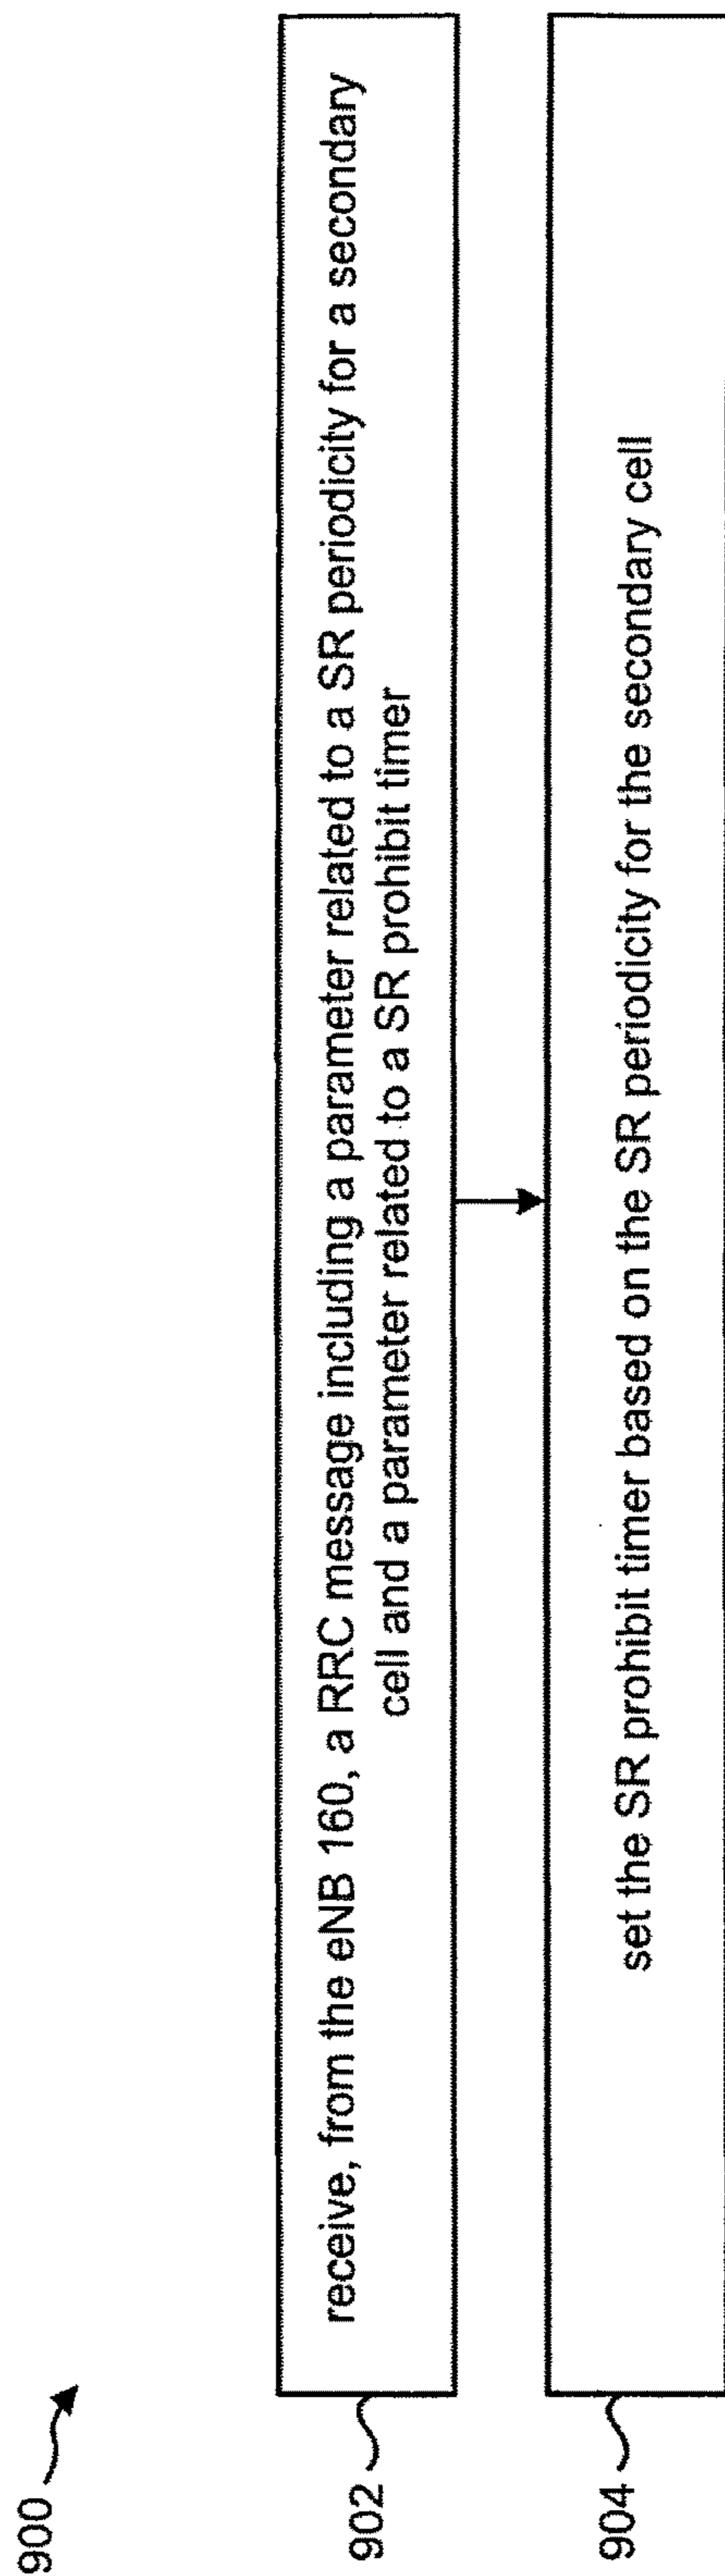 900
902
receive, from the eNB 160, a RRC message including a parameter related to a SR periodicity for a secondary
cell and a parameter related to a SR prohibit timer
904
set the SR prohibit timer based on the SR periodicity for the secondary cell